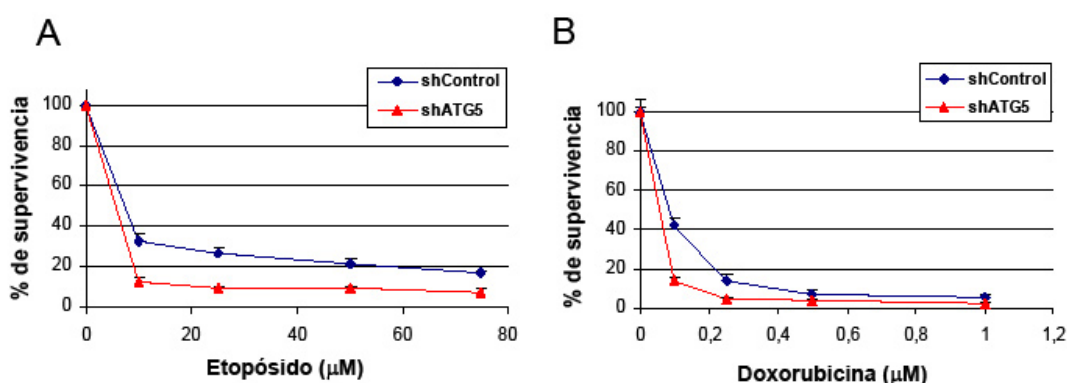 A
shControl
shATG5
% de supervivencia
100
80
60
40
20
0
0 20 40 60 80
Etopósido (μM)
B
shControl
shATG5
% de supervivencia
100
80
60
40
20
0
0 0,2 0,4 0,6 0,8 1 1,2
Doxorubicina (μM)